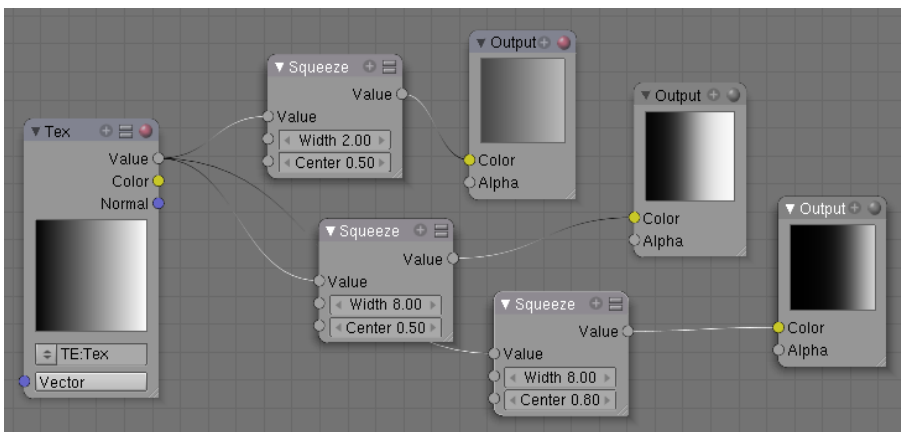 Tex
Value
Color
Normal
TE:Tex
Vector
Squeeze
Value
Value
Width 2.00
Center 0.50
Output
Color
Alpha
Squeeze
Value
Value
Width 8.00
Center 0.50
Output
Color
Alpha
Squeeze
Value
Value
Width 8.00
Center 0.80
Output
Color
Alpha